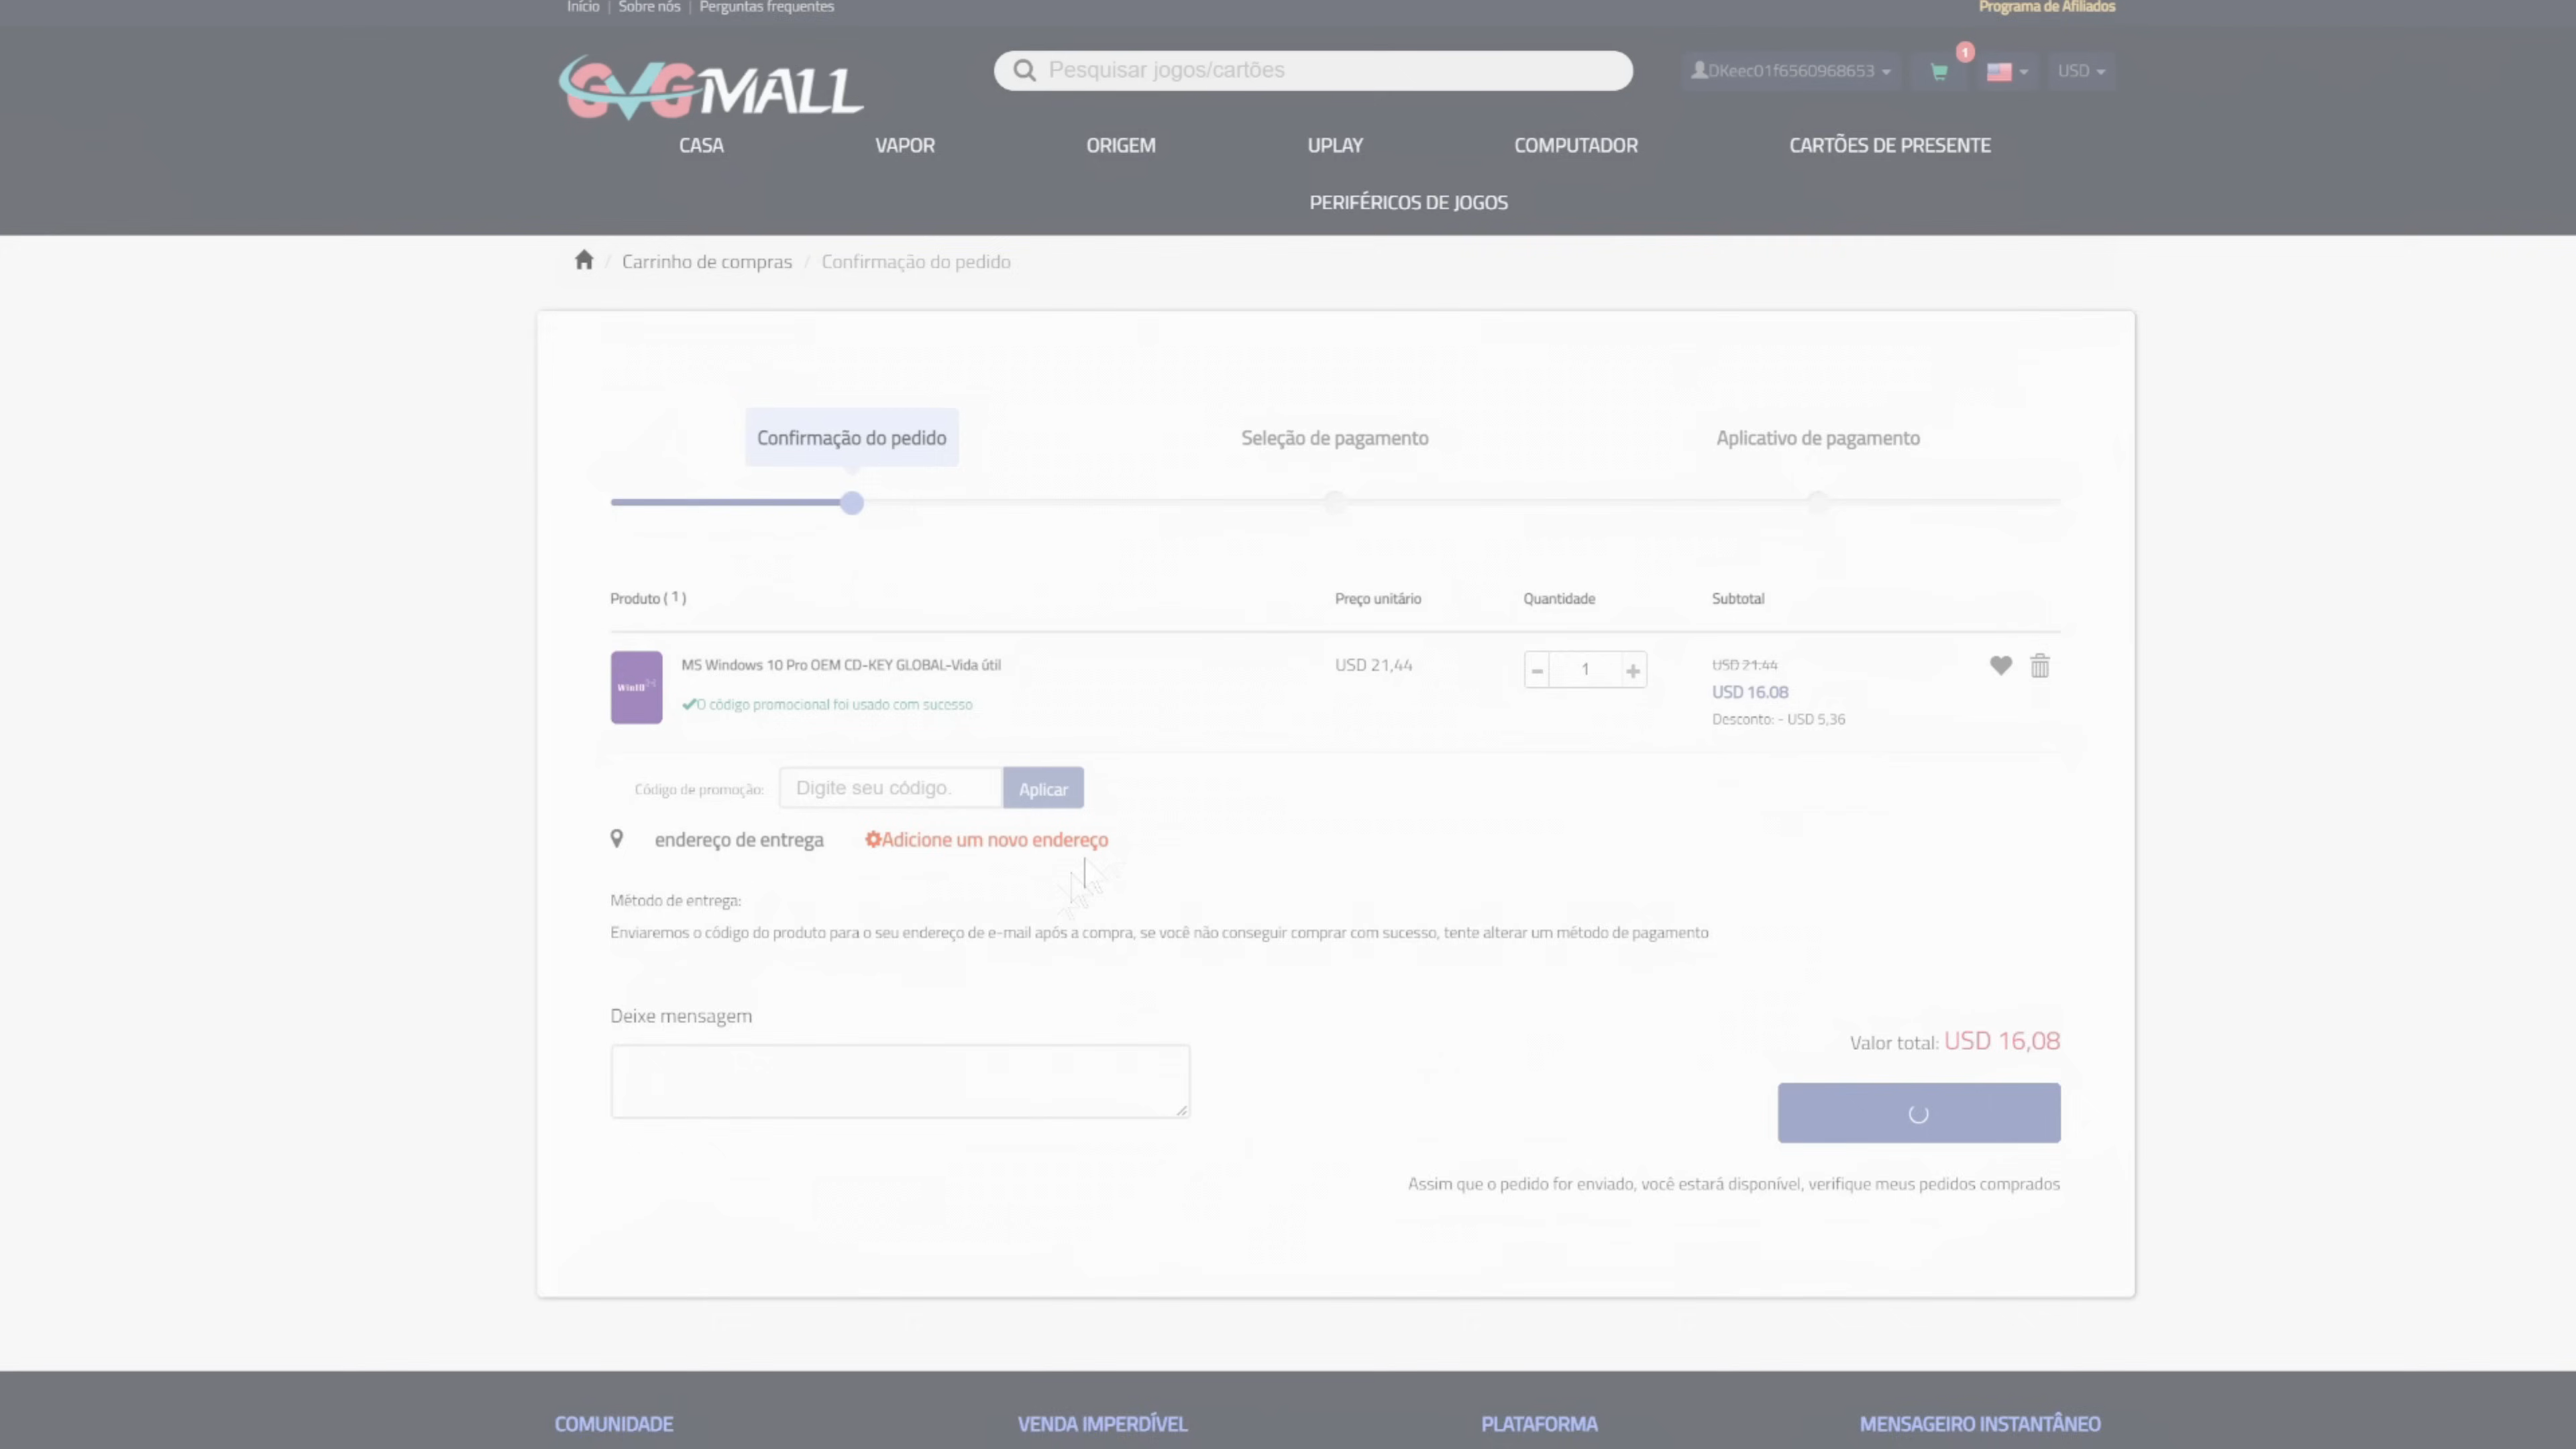 Início | Sobre nós | Perguntas frequentes
Programa de Afiliados
GVGMALL
Pesquisar jogos/cartões
DKeec01f6560968653
1
USD
CASA
VAPOR
ORIGEM
UPLAY
COMPUTADOR
CARTÕES DE PRESENTE
PERIFÉRICOS DE JOGOS
/ Carrinho de compras / Confirmação do pedido
Confirmação do pedido
Seleção de pagamento
Aplicativo de pagamento
Produto ( 1 )
Preço unitário
Quantidade
Subtotal
Win10
MS Windows 10 Pro OEM CD-KEY GLOBAL-Vida útil
O código promocional foi usado com sucesso
USD 21,44
- 1 +
USD 21.44
USD 16.08
Desconto: - USD 5,36
Código de promoção:
Digite seu código.
Aplicar
endereço de entrega
Adicione um novo endereço
Método de entrega:
Enviaremos o código do produto para o seu endereço de e-mail após a compra, se você não conseguir comprar com sucesso, tente alterar um método de pagamento
Deixe mensagem
Valor total: USD 16,08
Assim que o pedido for enviado, você estará disponível, verifique meus pedidos comprados
COMUNIDADE
VENDA IMPERDÍVEL
PLATAFORMA
MENSAGEIRO INSTANTÂNEO